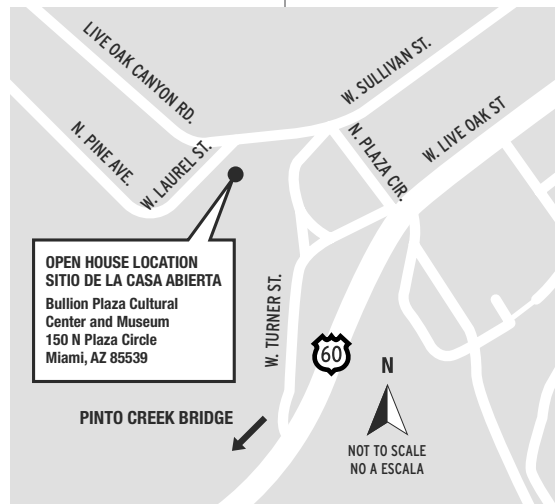 LIVE OAK CANYON RD.
W. SULLIVAN ST.
N. PINE AVE.
W. LAUREL ST.
N. PLAZA CIR.
W. LIVE OAK ST
OPEN HOUSE LOCATION
SITIO DE LA CASA ABIERTA
Bullion Plaza Cultural
Center and Museum
150 N Plaza Circle
Miami, AZ 85539
W. TURNER ST.
60
N
PINTO CREEK BRIDGE
NOT TO SCALE
NO A ESCALA